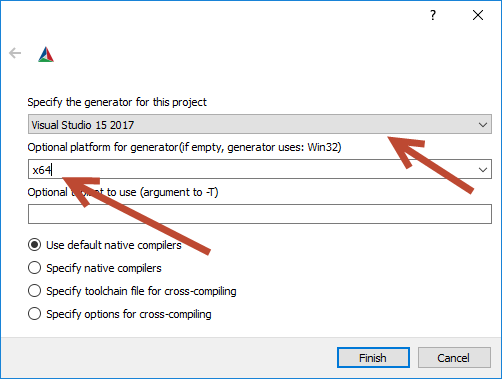 ?
Specify the generator for this project
Visual Studio 15 2017
Optional platform for generator(if empty, generator uses: Win32)
x64
Optional to use (argument to -T)
Use default native compilers
Specify native compilers
Specify toolchain file for cross-compiling
Specify options for cross-compiling
Finish Cancel